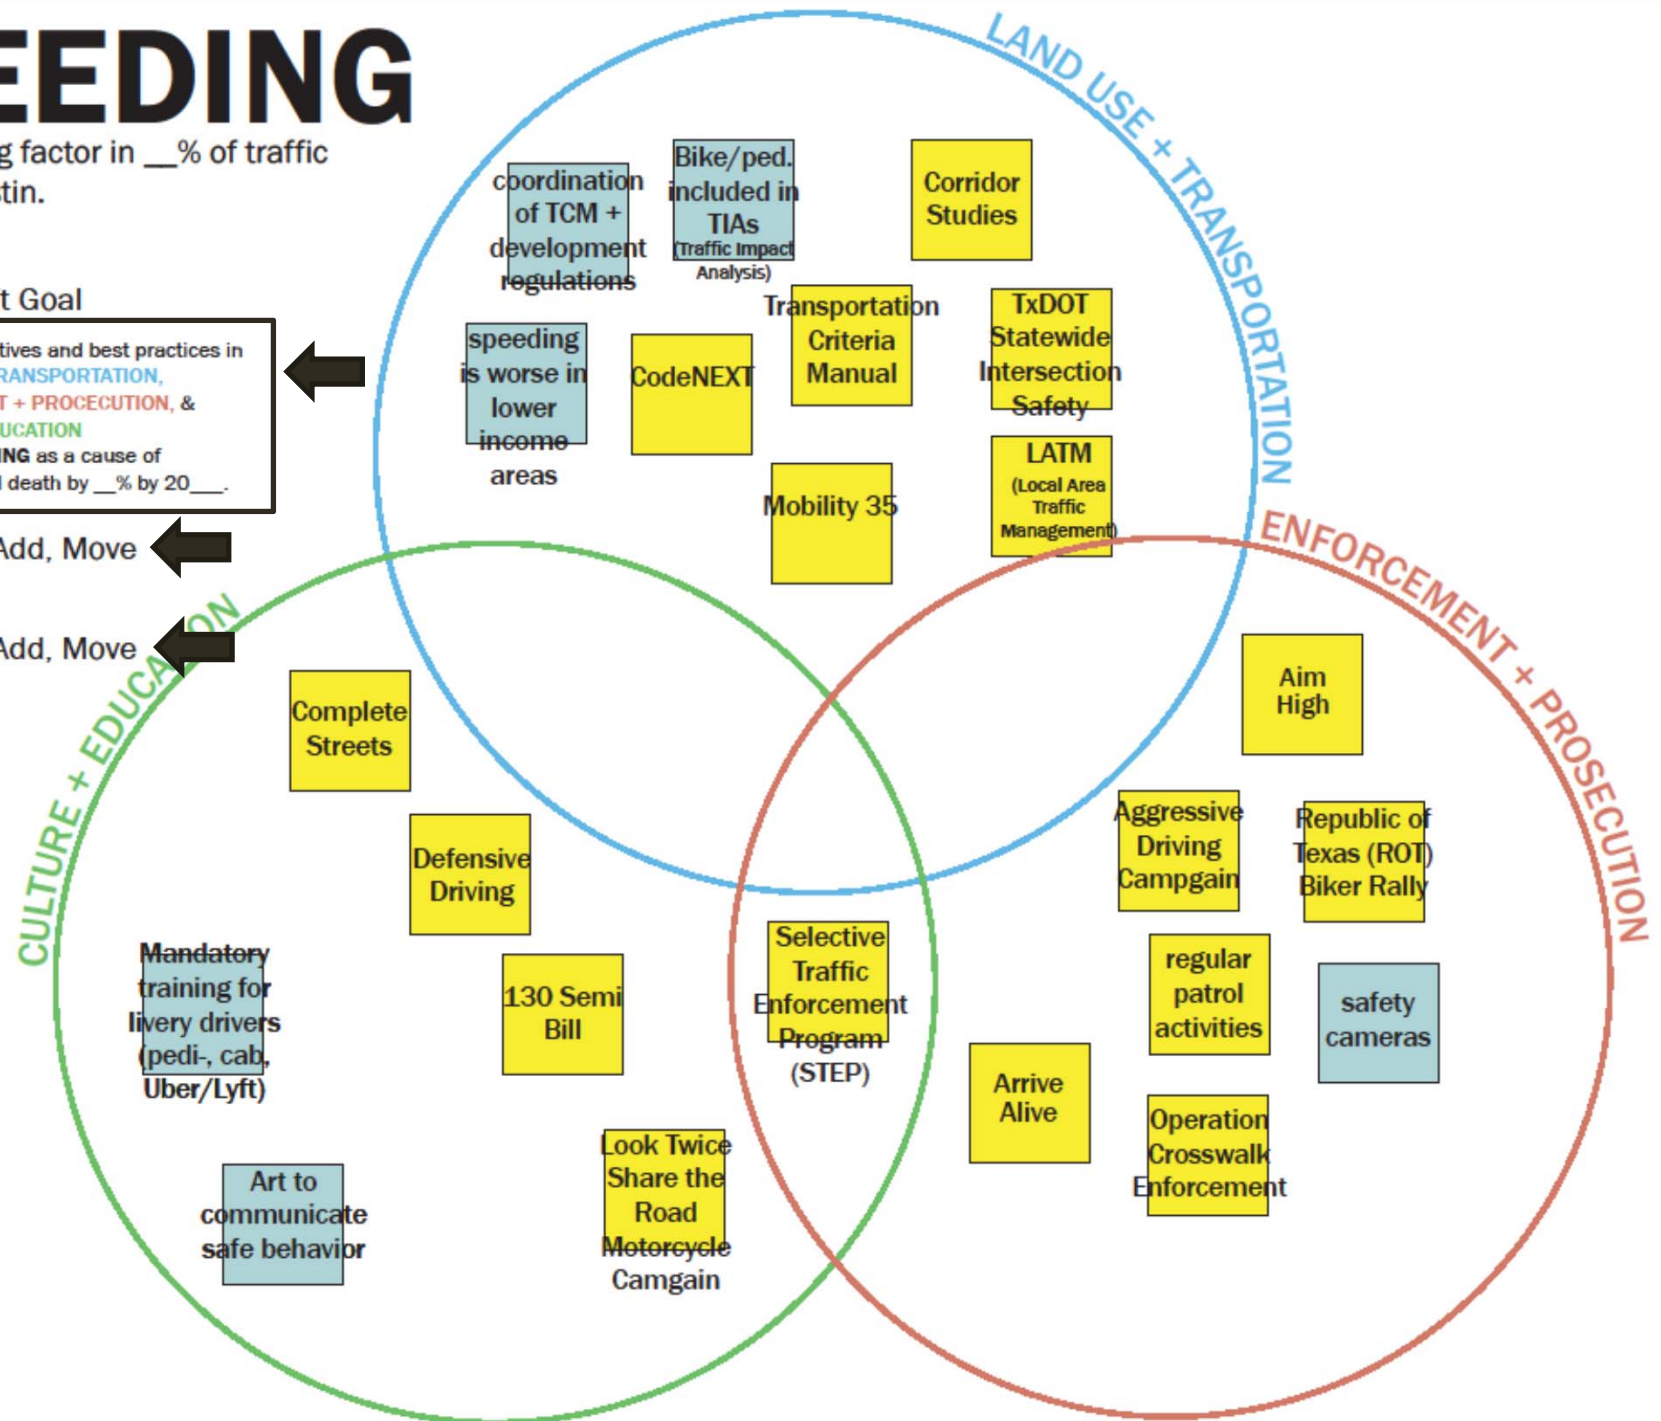 EEDING
g factor in __% of traffic
tin.
t Goal
tives and best practices in
RANSPORTATION,
T + PROCECUTION, &
UCATION
ING as a cause of
l death by __% by 20___.
Add, Move
Add, Move
LAND USE + TRANSPORTATION
coordination
of TCM +
development
regulations
Bike/ped.
included in
TIAs
(Traffic Impact
Analysis)
Corridor
Studies
speeding
is worse in
lower
income
areas
CodeNEXT
Transportation
Criteria
Manual
TxDOT
Statewide
Intersection
Safety
Mobility 35
LATM
(Local Area
Traffic
Management)
CULTURE + EDUCATION
Complete
Streets
Defensive
Driving
Mandatory
training for
livery drivers
(pedi-, cab,
Uber/Lyft)
130 Semi
Bill
Art to
communicate
safe behavior
Look Twice
Share the
Road
Motorcycle
Camgain
Selective
Traffic
Enforcement
Program
(STEP)
ENFORCEMENT + PROSECUTION
Aim
High
Aggressive
Driving
Campgain
Republic of
Texas (ROT)
Biker Rally
regular
patrol
activities
safety
cameras
Arrive
Alive
Operation
Crosswalk
Enforcement